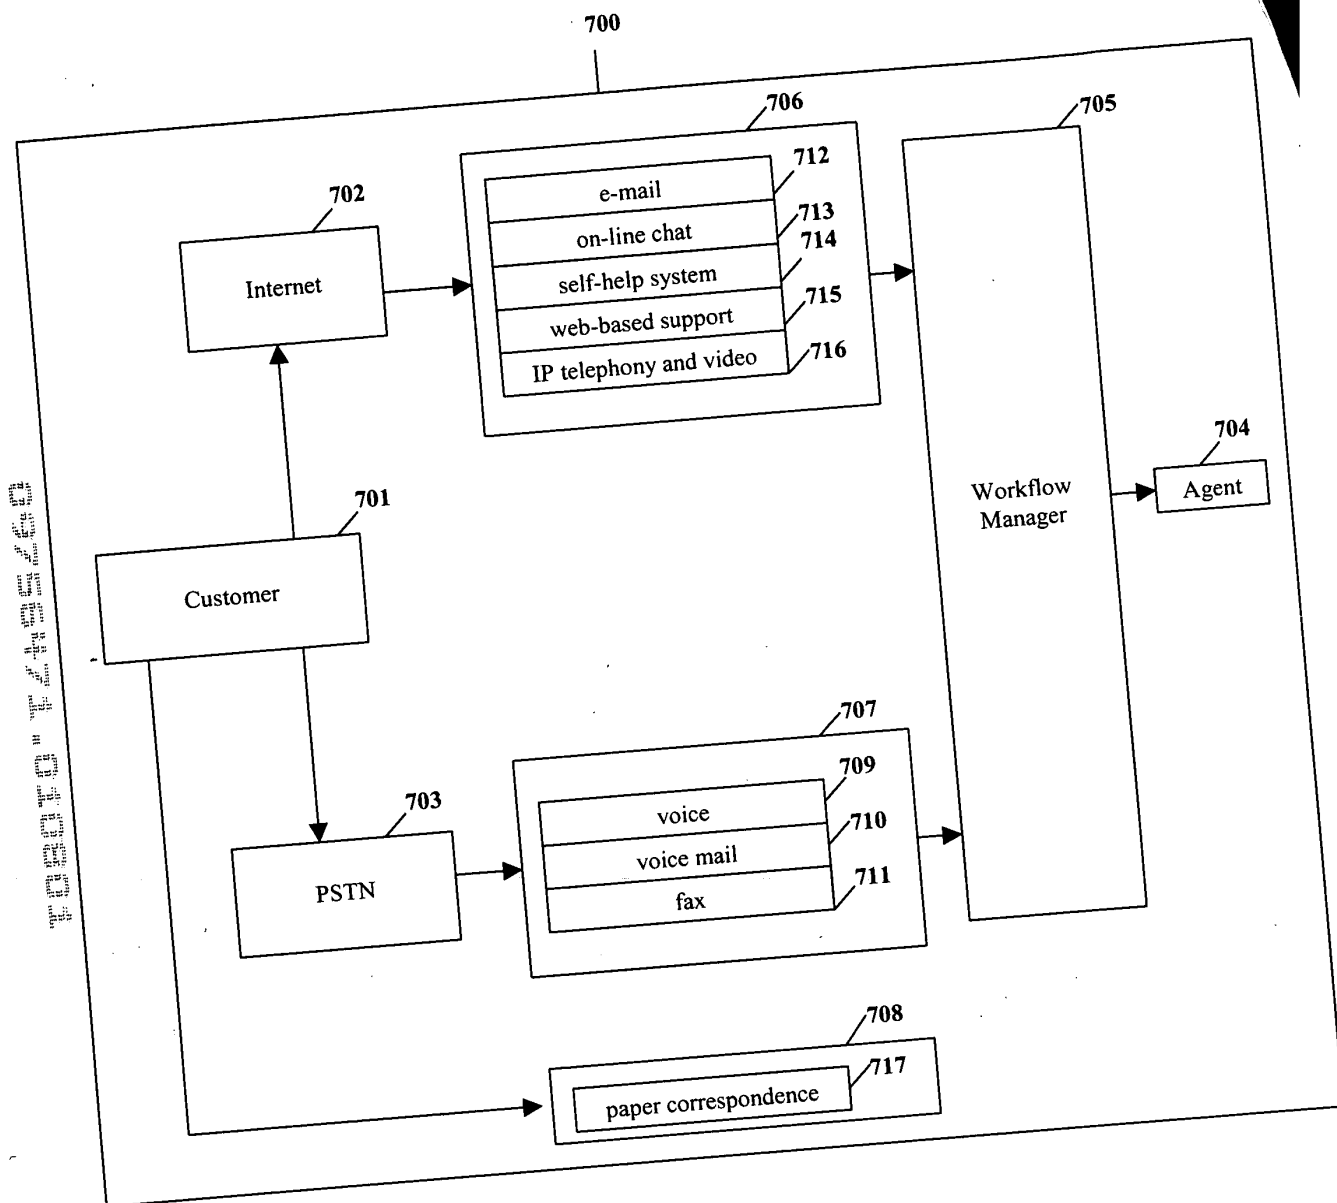 700
706
705
712
e-mail
702
713
on-line chat
714
Internet
self-help system
715
web-based support
716
IP telephony and video
704
Agent
701
Workflow
Manager
Customer
707
709
voice
703
710
voice mail
711
PSTN
fax
708
717
paper correspondence